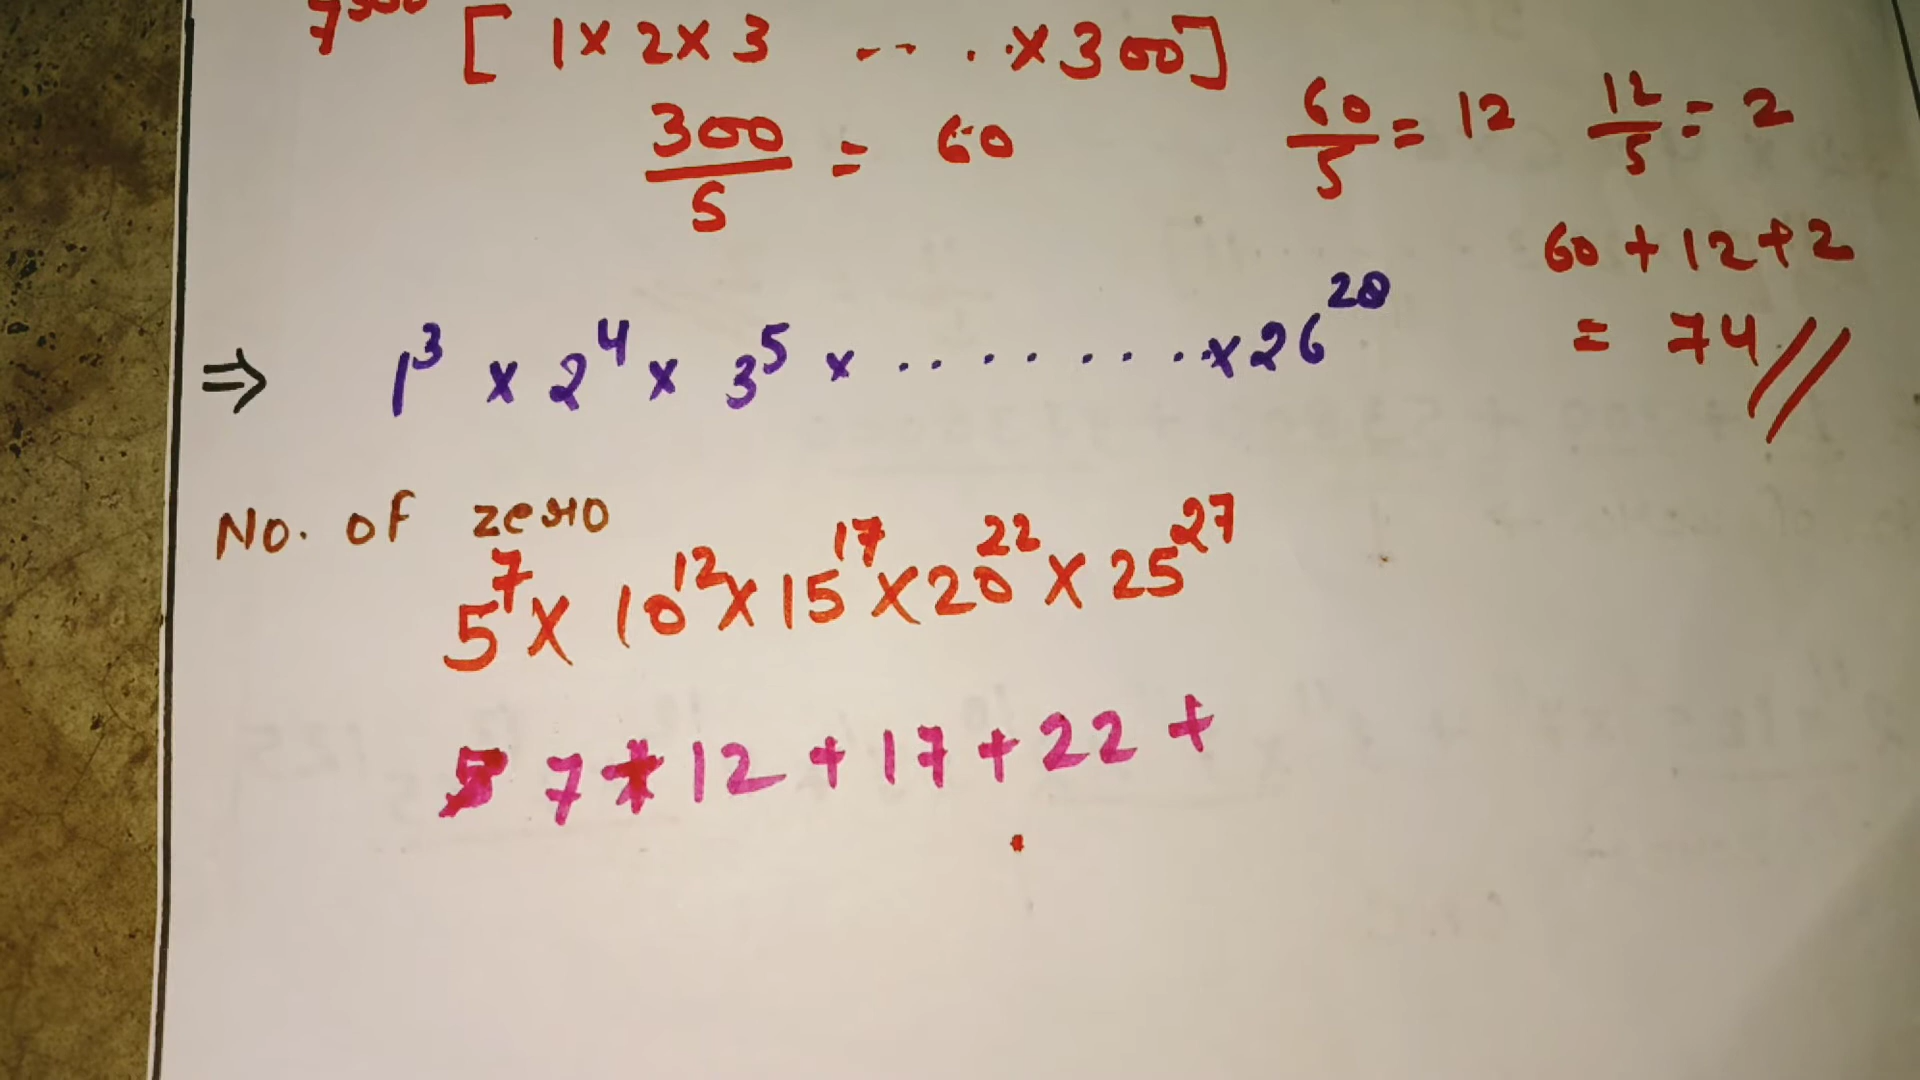 7³⁰⁰ [ 1 × 2 × 3 -- . . × 300 ]
300/5 = 60
60/5 = 12 12/5 = 2
60 + 12 + 2
= 74 //
⇒ 1³ × 2⁴ × 3⁵ × . . . . . . . . × 26²⁸
No. of zero
5⁷ × 10¹² × 15¹⁷ × 20²² × 25²⁷
7 + 12 + 17 + 22 +